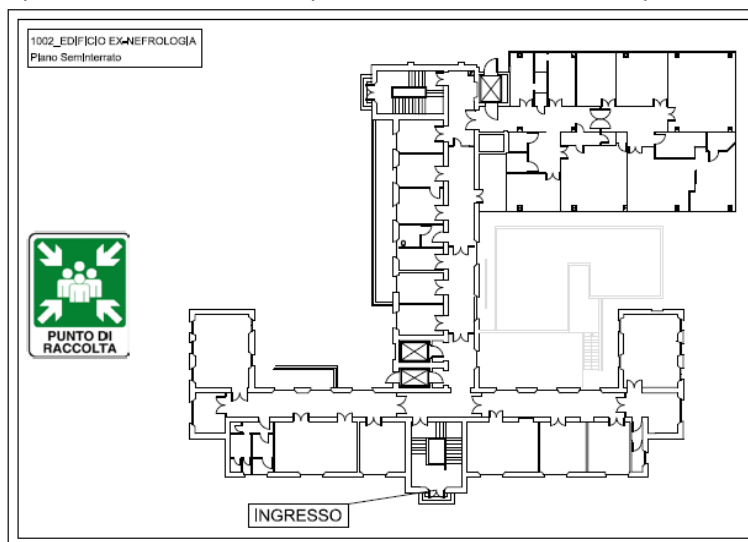 1002_EDIFICIO EX-NEFROLOGIA
Piano Seminterrato
PUNTO DI
RACCOLTA
INGRESSO